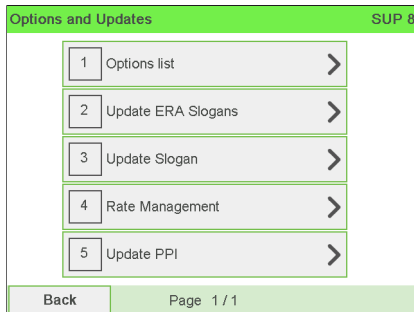 Options and Updates SUP 8
1 Options list
2 Update ERA Slogans
3 Update Slogan
4 Rate Management
5 Update PPI
Back Page 1 / 1